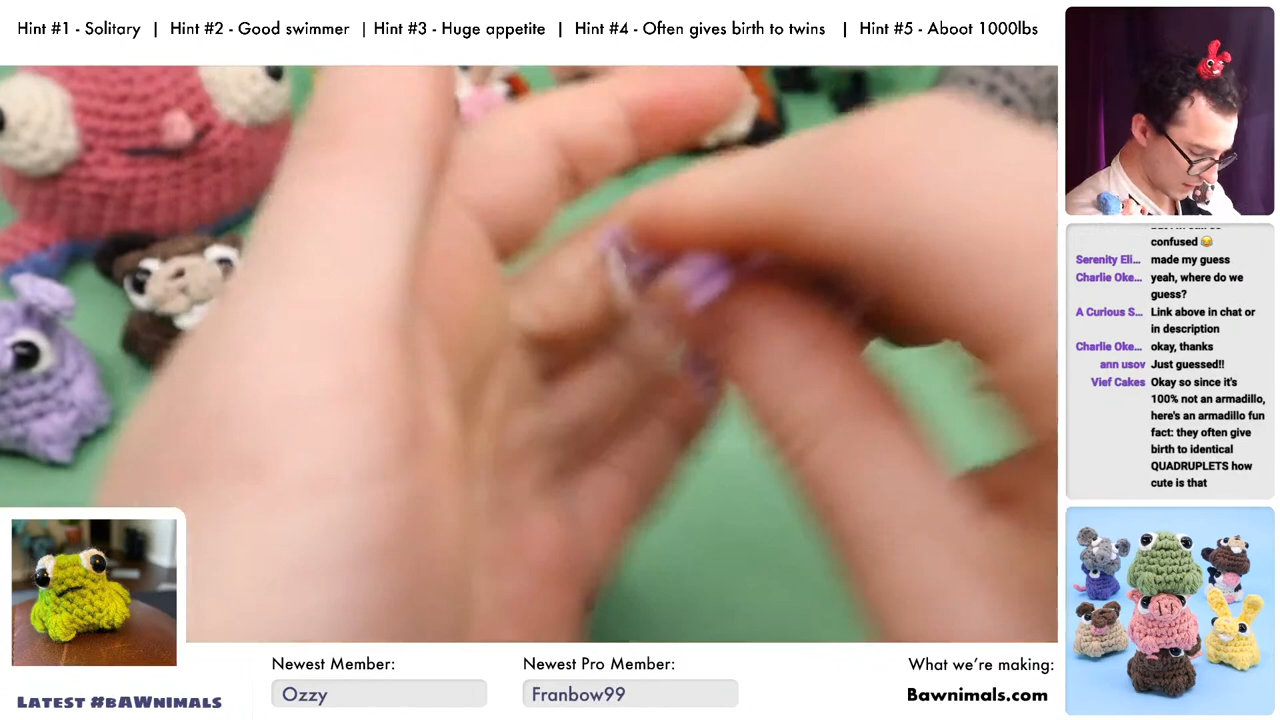 Hint #1 - Solitary | Hint #2 - Good swimmer | Hint #3 - Huge appetite | Hint #4 - Often gives birth to twins | Hint #5 - Aboot 1000lbs
confused 😂
Serenity Eli... made my guess
Charlie Oke... yeah, where do we
guess?
A Curious S... Link above in chat or
in description
Charlie Oke... okay, thanks
ann usov Just guessed!!
Vief Cakes Okay so since it's
100% not an armadillo,
here's an armadillo fun
fact: they often give
birth to identical
QUADRUPLETS how
cute is that
Newest Member:
Ozzy
Newest Pro Member:
Franbow99
What we're making:
Bawnimals.com
Latest #bAWnimals